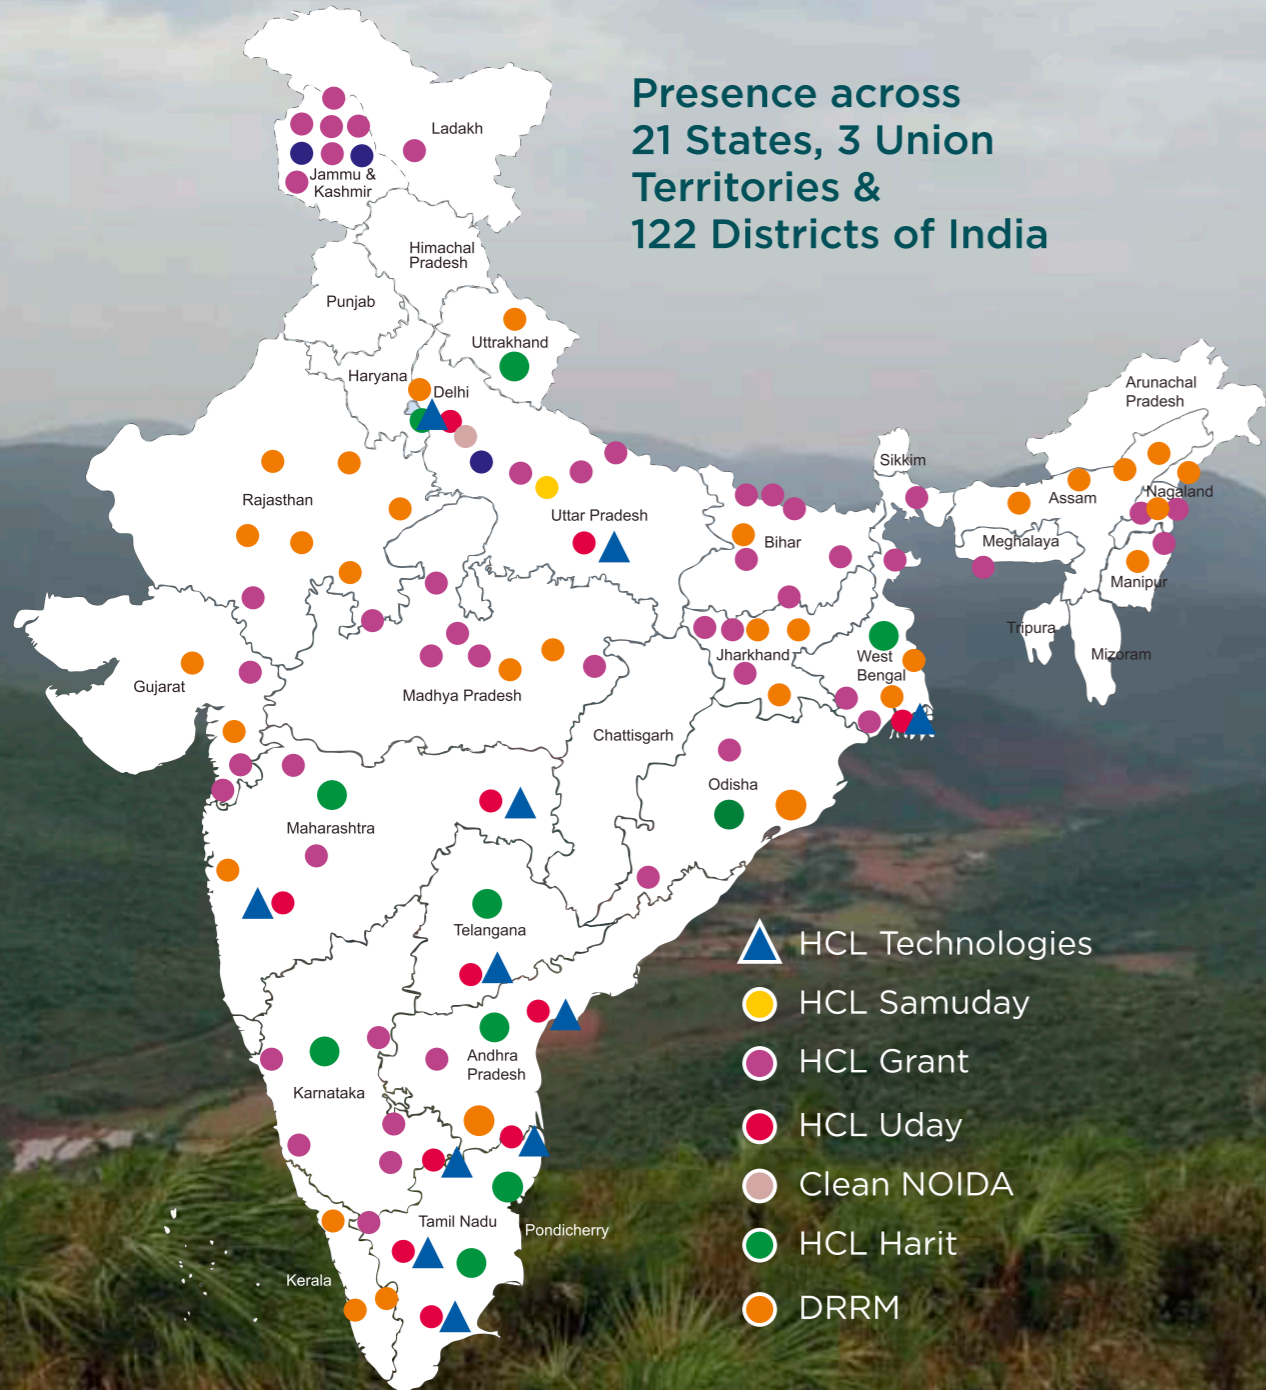 Presence across
21 States, 3 Union
Territories &
122 Districts of India
Ladakh
Jammu &
Kashmir
Himachal
Pradesh
Punjab
Uttrakhand
Haryana
Delhi
Arunachal
Pradesh
Sikkim
Rajasthan
Assam
Nagaland
Uttar Pradesh
Bihar
Meghalaya
Manipur
Tripura
Mizoram
Jharkhand
West
Bengal
Gujarat
Madhya Pradesh
Chattisgarh
Odisha
Maharashtra
Telangana
Andhra
Pradesh
Karnataka
Tamil Nadu
Pondicherry
Kerala
HCL Technologies
HCL Samuday
HCL Grant
HCL Uday
Clean NOIDA
HCL Harit
DRRM